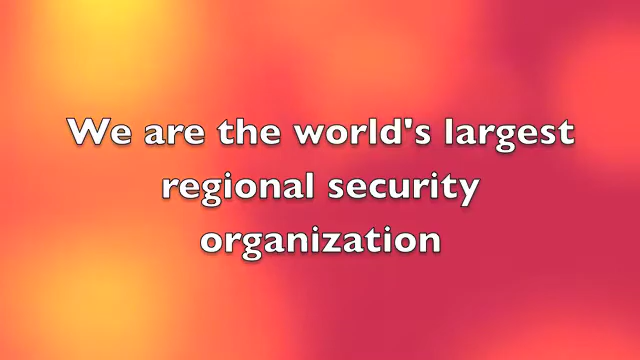 We are the world's largest
regional security
organization